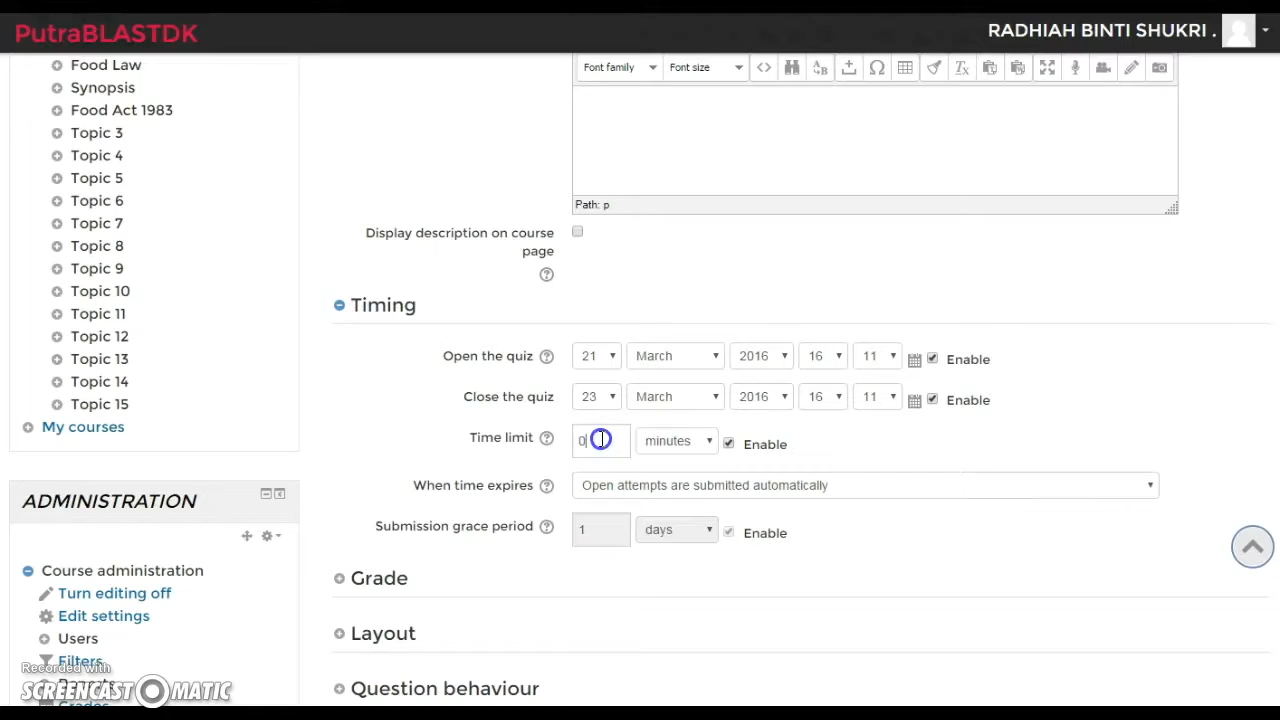 PutraBLASTDK
RADHIAH BINTI SHUKRI .
Food Law
Synopsis
Food Act 1983
Topic 3
Topic 4
Topic 5
Topic 6
Topic 7
Topic 8
Topic 9
Topic 10
Topic 11
Topic 12
Topic 13
Topic 14
Topic 15
My courses
ADMINISTRATION
Course administration
Turn editing off
Edit settings
Users
Filters
Reports
Grades
Recorded with
SCREENCAST MATIC
Font family
Font size
Path: p
Display description on course
page
Timing
Open the quiz 21 March 2016 16 11 Enable
Close the quiz 23 March 2016 16 11 Enable
Time limit 0 minutes Enable
When time expires Open attempts are submitted automatically
Submission grace period 1 days Enable
Grade
Layout
Question behaviour